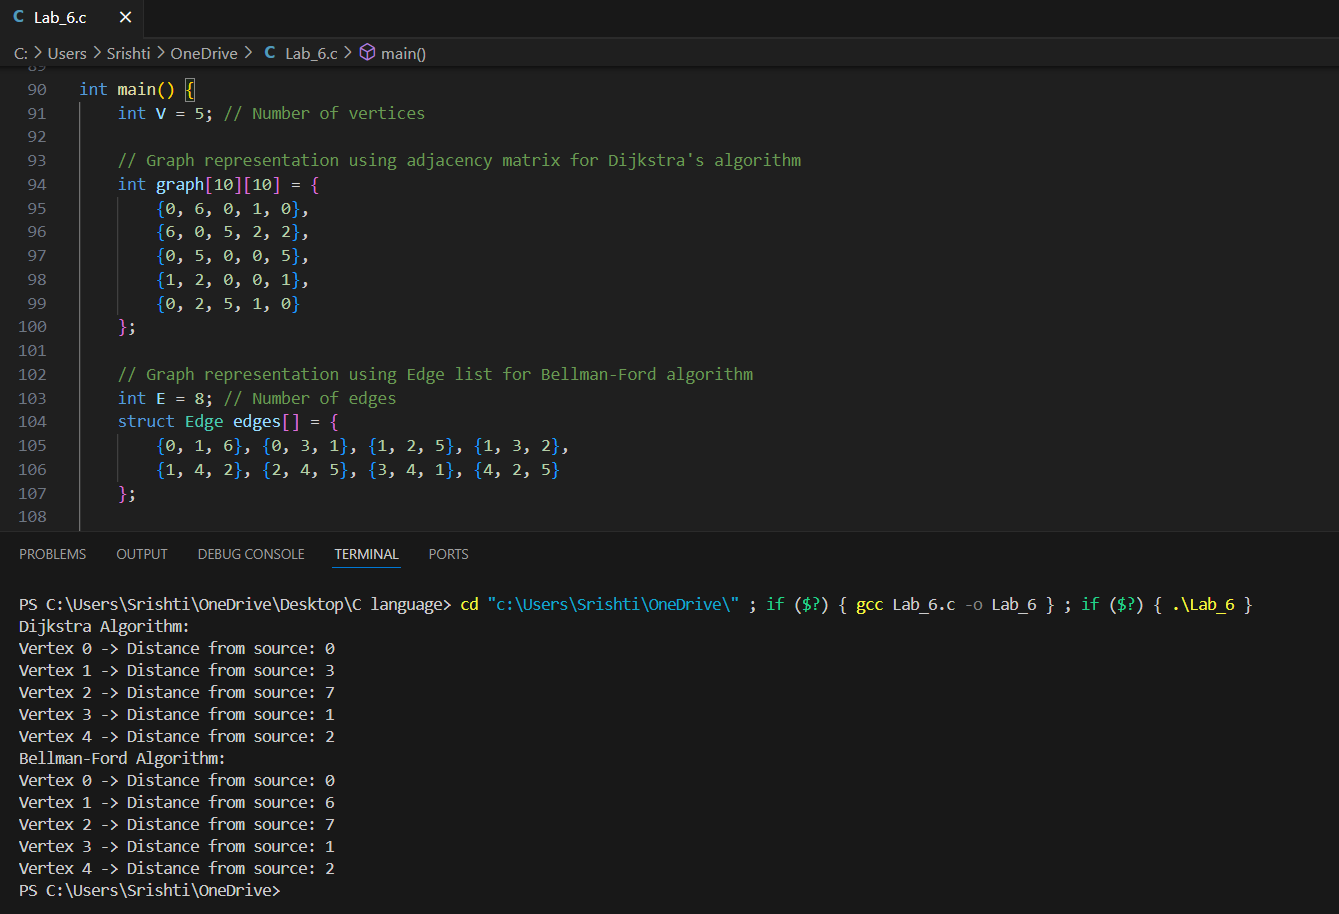 C Lab_6.c ×
C: > Users > Srishti > OneDrive > C Lab_6.c > main()
89
90 int main() {
91 int V = 5; // Number of vertices
92
93 // Graph representation using adjacency matrix for Dijkstra's algorithm
94 int graph[10][10] = {
95 {0, 6, 0, 1, 0},
96 {6, 0, 5, 2, 2},
97 {0, 5, 0, 0, 5},
98 {1, 2, 0, 0, 1},
99 {0, 2, 5, 1, 0}
100 };
101
102 // Graph representation using Edge list for Bellman-Ford algorithm
103 int E = 8; // Number of edges
104 struct Edge edges[] = {
105 {0, 1, 6}, {0, 3, 1}, {1, 2, 5}, {1, 3, 2},
106 {1, 4, 2}, {2, 4, 5}, {3, 4, 1}, {4, 2, 5}
107 };
108
PROBLEMS OUTPUT DEBUG CONSOLE TERMINAL PORTS
PS C:\Users\Srishti\OneDrive\Desktop\C language> cd "c:\Users\Srishti\OneDrive\" ; if ($?) { gcc Lab_6.c -o Lab_6 } ; if ($?) { .\Lab_6 }
Dijkstra Algorithm:
Vertex 0 -> Distance from source: 0
Vertex 1 -> Distance from source: 3
Vertex 2 -> Distance from source: 7
Vertex 3 -> Distance from source: 1
Vertex 4 -> Distance from source: 2
Bellman-Ford Algorithm:
Vertex 0 -> Distance from source: 0
Vertex 1 -> Distance from source: 6
Vertex 2 -> Distance from source: 7
Vertex 3 -> Distance from source: 1
Vertex 4 -> Distance from source: 2
PS C:\Users\Srishti\OneDrive>